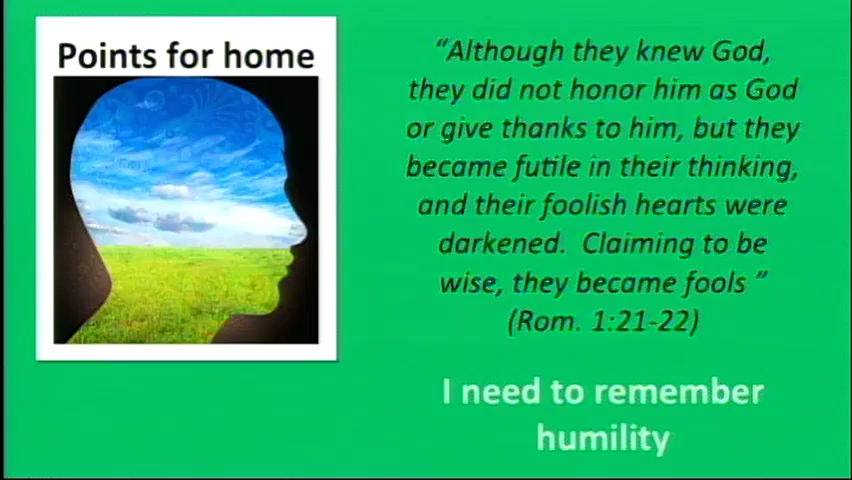 Points for home
“Although they knew God,
they did not honor him as God
or give thanks to him, but they
became futile in their thinking,
and their foolish hearts were
darkened.  Claiming to be
wise, they became fools ”
(Rom. 1:21-22)
I need to remember
humility